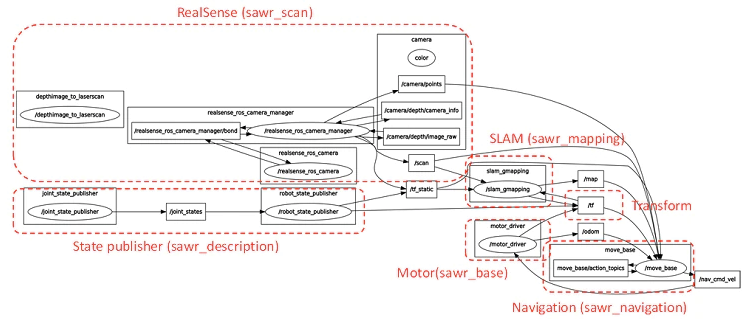 RealSense (sawr_scan)
camera
color
/camera/points
depthimage_to_laserscan
/depthimage_to_laserscan
realsense_ros_camera_manager
/camera/depth/camera_info
/realsense_ros_camera_manager/bond
/realsense_ros_camera_manager
/camera/depth/image_raw
SLAM (sawr_mapping)
realsense_ros_camera
/realsense_ros_camera
/scan
slam_gmapping
/map
joint_state_publisher
robot_state_publisher
/tf_static
/slam_gmapping
/joint_state_publisher
/joint_states
/robot_state_publisher
/tf
Transform
motor_driver
/odom
State publisher (sawr_description)
/motor_driver
move_base
Motor(sawr_base)
move_base/action_topics
/move_base
/nav_cmd_vel
Navigation (sawr_navigation)